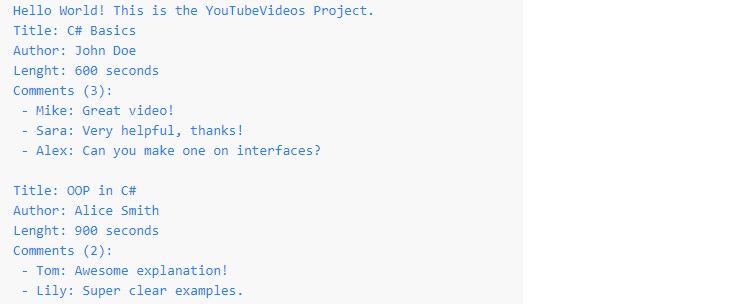 Hello World! This is the YouTubeVideos Project.
Title: C# Basics
Author: John Doe
Lenght: 600 seconds
Comments (3):
- Mike: Great video!
- Sara: Very helpful, thanks!
- Alex: Can you make one on interfaces?
Title: OOP in C#
Author: Alice Smith
Lenght: 900 seconds
Comments (2):
- Tom: Awesome explanation!
- Lily: Super clear examples.